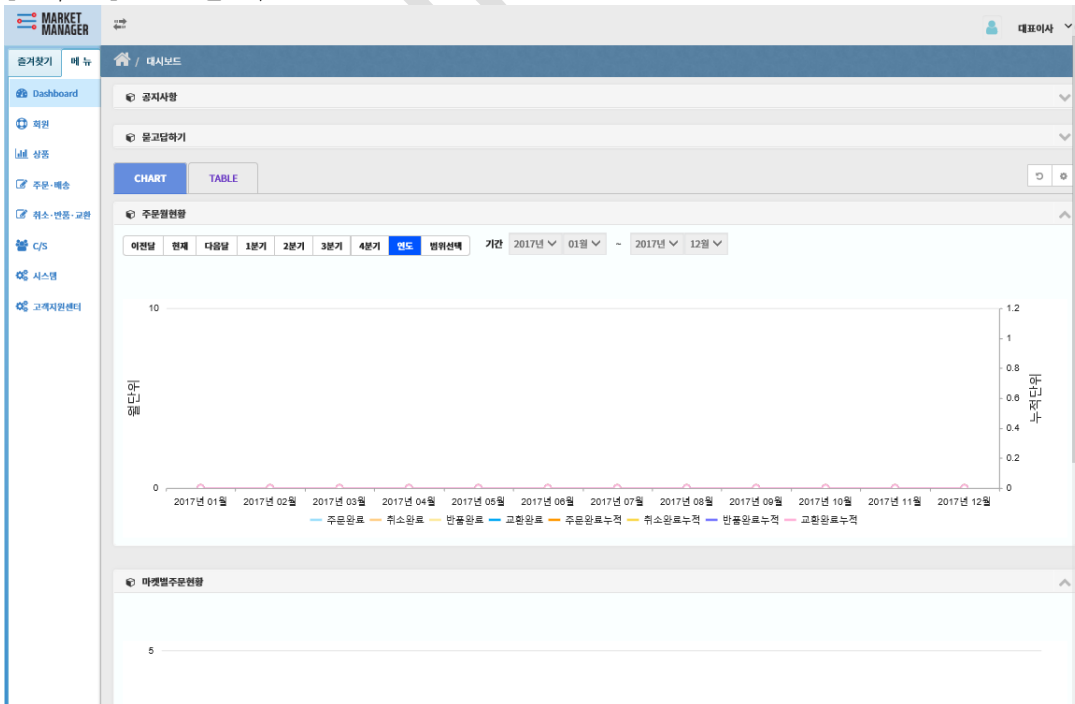 MARKET
MANAGER
대표이사
즐겨찾기 메 뉴
/ 대시보드
Dashboard
회원
상품
주문·배송
취소·반품·교환
C/S
시스템
고객지원센터
공지사항
묻고답하기
CHART TABLE
주문월현황
이전달 현재 다음달 1분기 2분기 3분기 4분기 연도 범위선택 기간 2017년 01월 ~ 2017년 12월
10
0
월단위
1.2
1
0.8
0.6
0.4
0.2
0
누적단위
2017년 01월 2017년 02월 2017년 03월 2017년 04월 2017년 05월 2017년 06월 2017년 07월 2017년 08월 2017년 09월 2017년 10월 2017년 11월 2017년 12월
주문완료 취소완료 반품완료 교환완료 주문완료누적 취소완료누적 반품완료누적 교환완료누적
마켓별주문현황
5